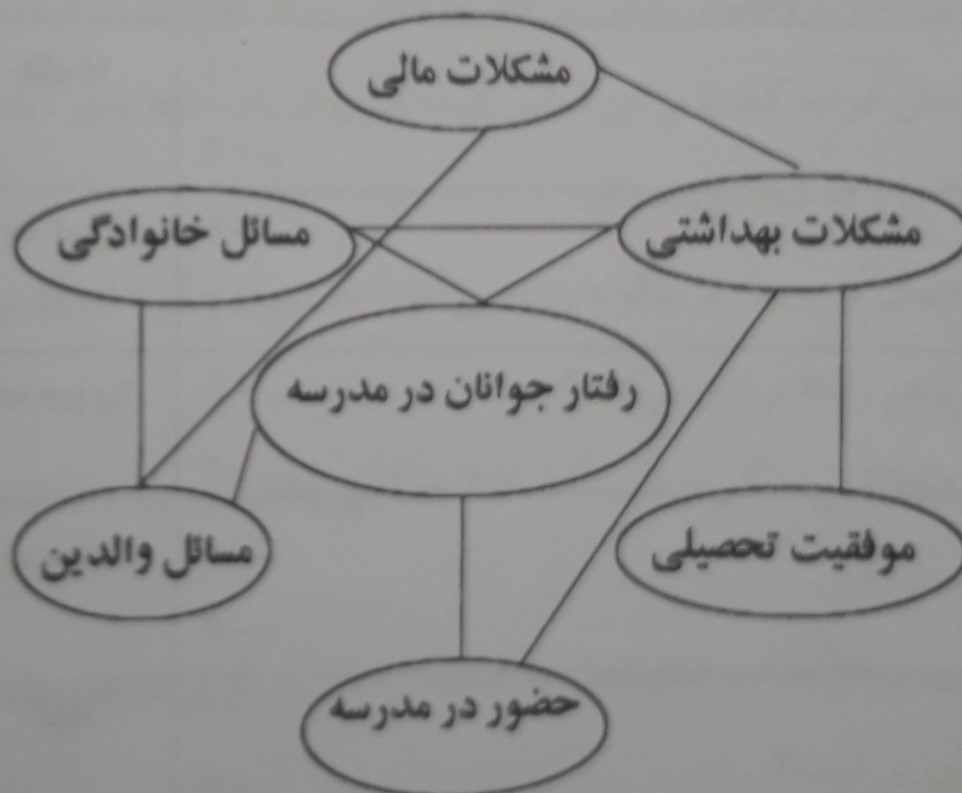 مشکلات مالی
مشکلات بهداشتی
مسائل خانوادگی
رفتار جوانان در مدرسه
موفقیت تحصیلی
مسائل والدین
حضور در مدرسه